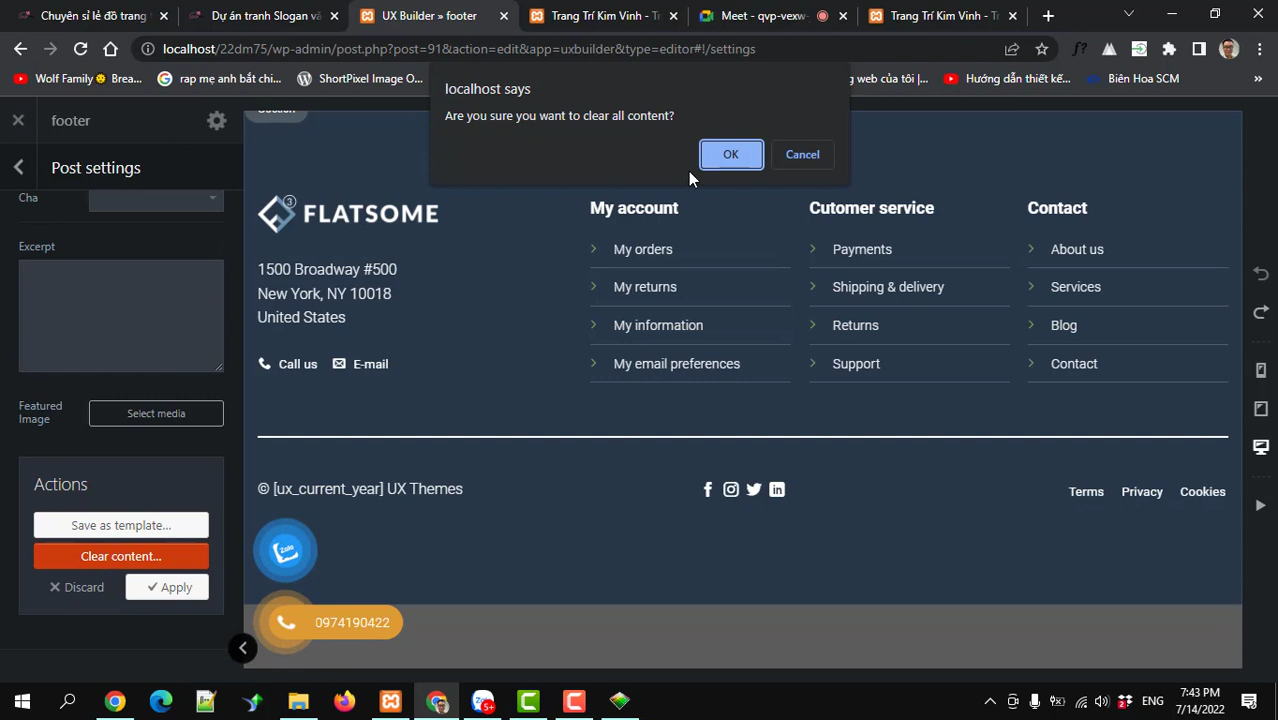 Chuyên sỉ lẻ đồ trang t
Dự án tranh Slogan vă
UX Builder » footer
Trang Trí Kim Vinh - Tr
Meet - qvp-vexw-
Trang Trí Kim Vinh - Tr
localhost/22dm75/wp-admin/post.php?post=91&action=edit&app=uxbuilder&type=editor#!/settings
Wolf Family Brea...
rap mẹ anh bắt chi...
ShortPixel Image O...
ng web của tôi |...
Hướng dẫn thiết kế...
Biên Hoa SCM
localhost says
Are you sure you want to clear all content?
OK
Cancel
footer
Post settings
Cha
Excerpt
Featured
Image
Select media
Actions
Save as template...
Clear content...
Discard
Apply
Section
3
FLATSOME
1500 Broadway #500
New York, NY 10018
United States
Call us
E-mail
My account
My orders
My returns
My information
My email preferences
Cutomer service
Payments
Shipping & delivery
Returns
Support
Contact
About us
Services
Blog
Contact
© [ux_current_year] UX Themes
Terms
Privacy
Cookies
Zalo
0974190422
5+
ENG
7:43 PM
7/14/2022
2